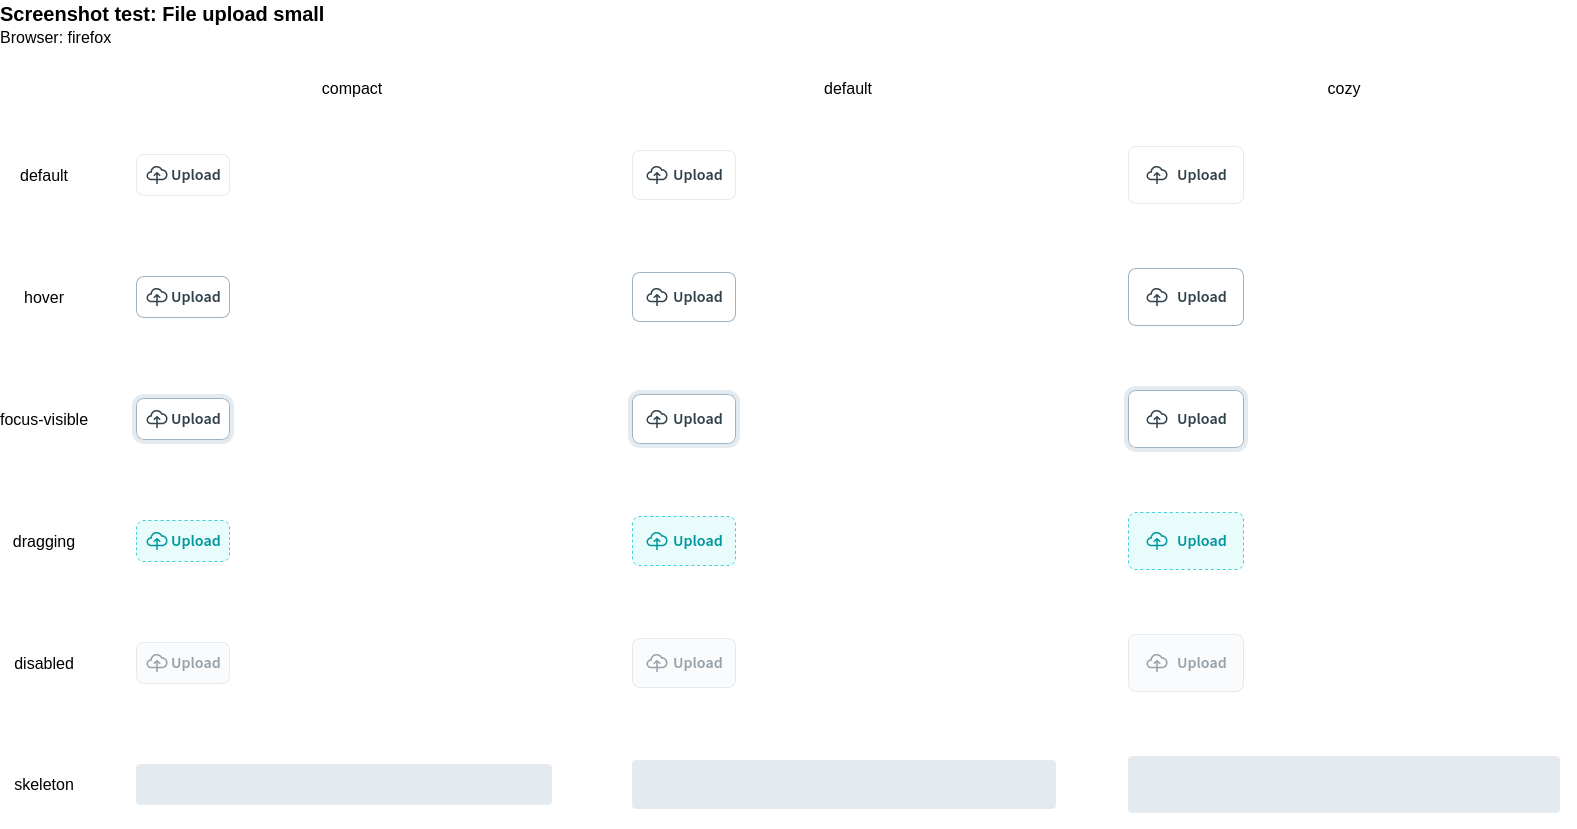 Screenshot test: File upload small
Browser: firefox
compact default cozy
default Upload Upload Upload
hover Upload Upload Upload
focus-visible Upload Upload Upload
dragging Upload Upload Upload
disabled Upload Upload Upload
skeleton